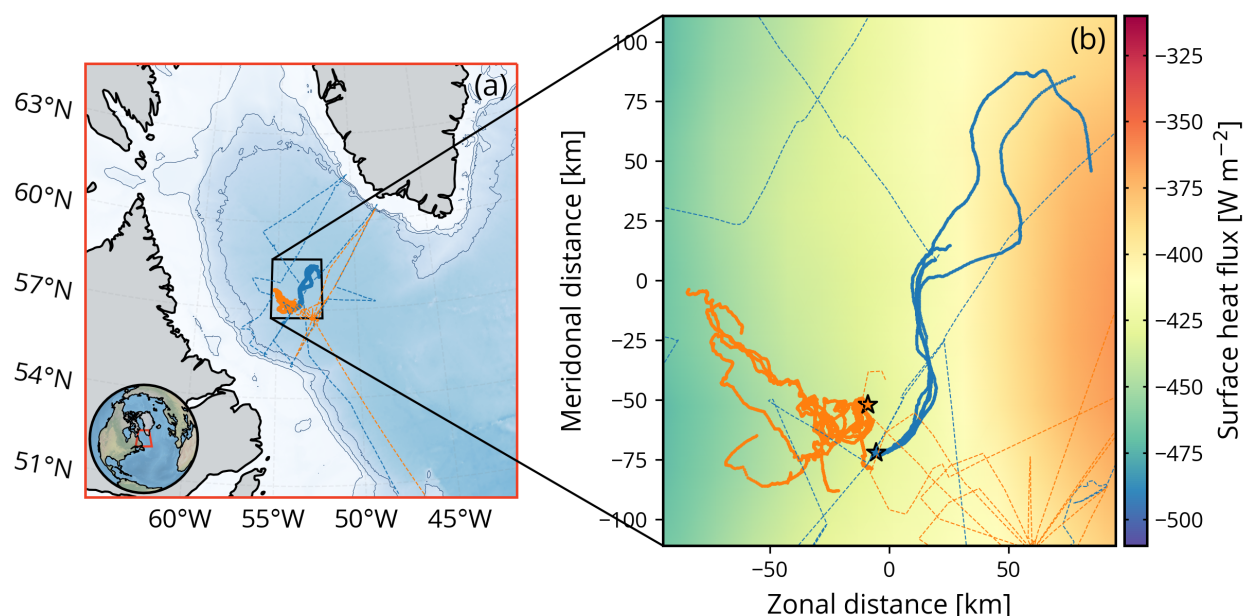 (a)
63°N
60°N
57°N
54°N
51°N
60°W
55°W
50°W
45°W
(b)
100
75
50
25
0
−25
−50
−75
−100
Meridonal distance [km]
−50
0
50
Zonal distance [km]
−325
−350
−375
−400
−425
−450
−475
−500
Surface heat flux [W m⁻²]